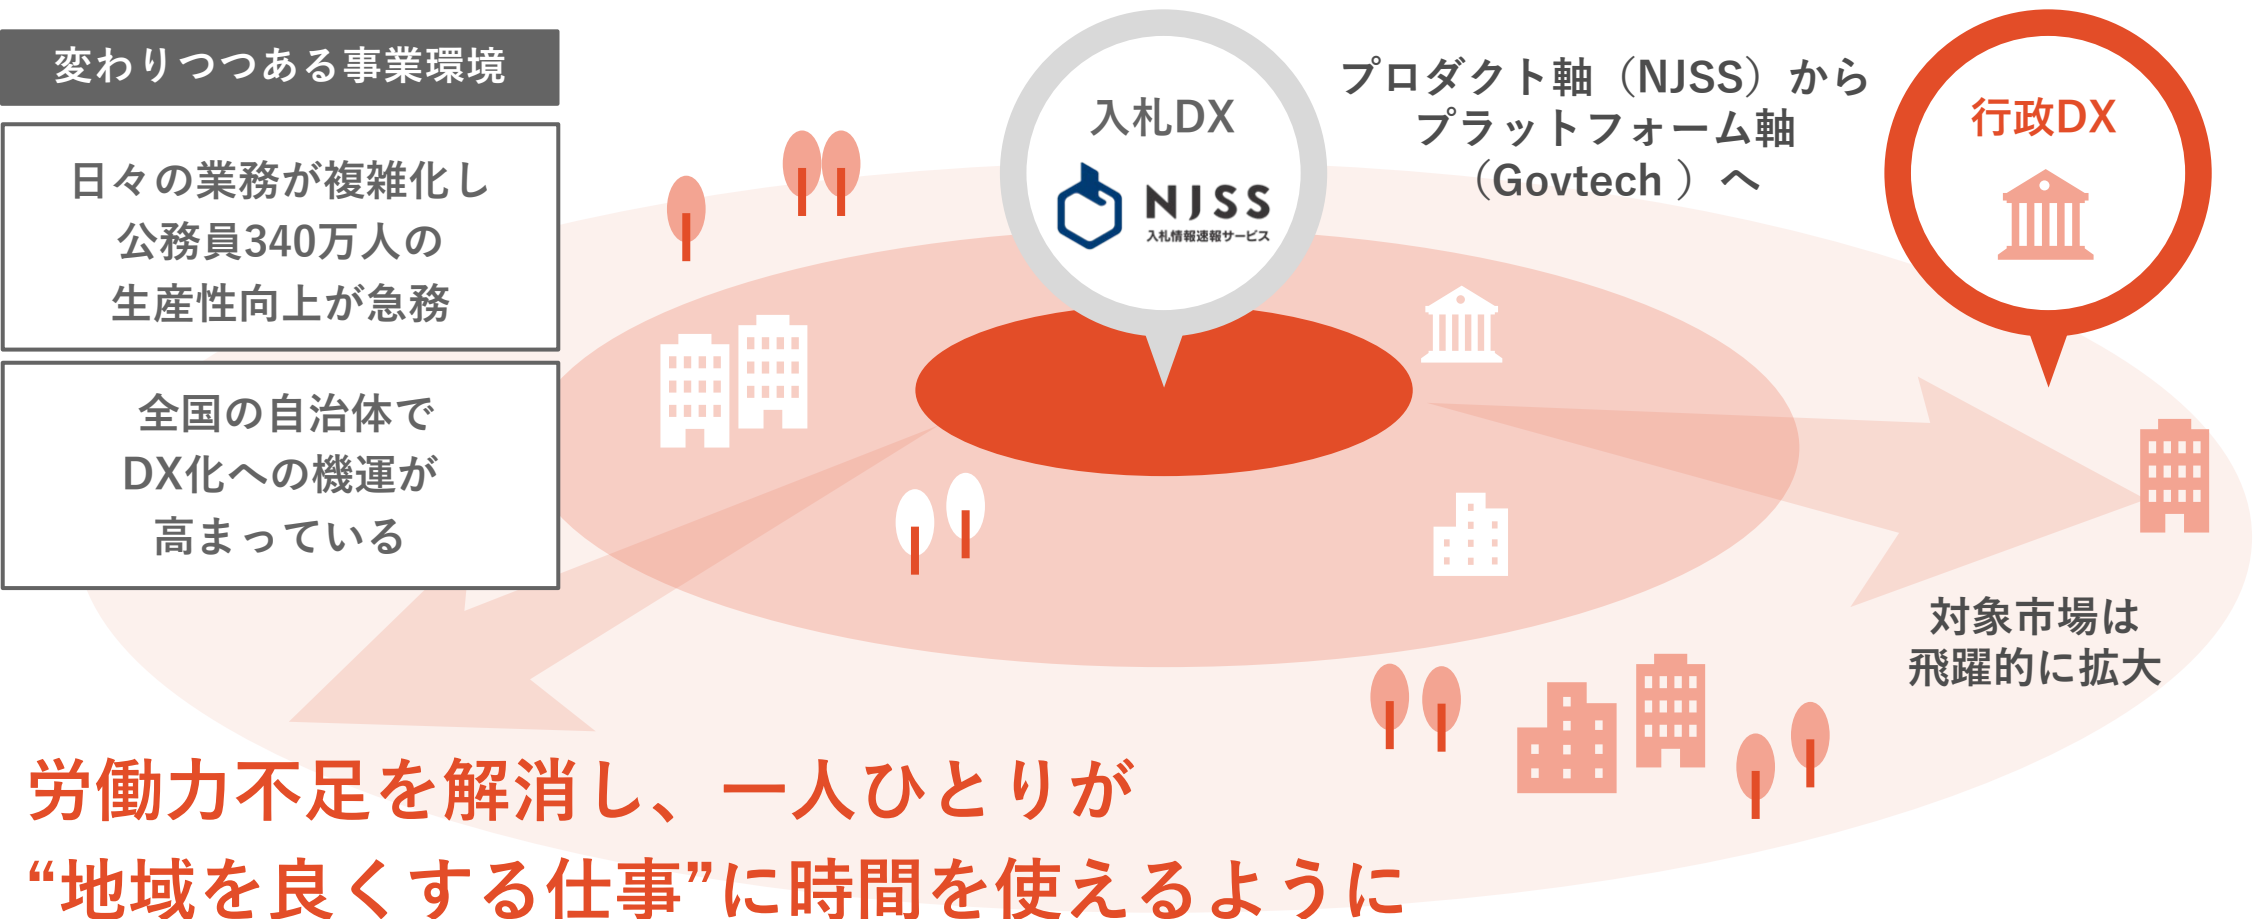 変わりつつある事業環境
日々の業務が複雑化し
公務員340万人の
生産性向上が急務
全国の自治体で
DX化への機運が
高まっている
入札DX
NJSS
入札情報速報サービス
プロダクト軸（NJSS）から
プラットフォーム軸
（Govtech ）へ
行政DX
対象市場は
飛躍的に拡大
労働力不足を解消し、一人ひとりが
“地域を良くする仕事”に時間を使えるように